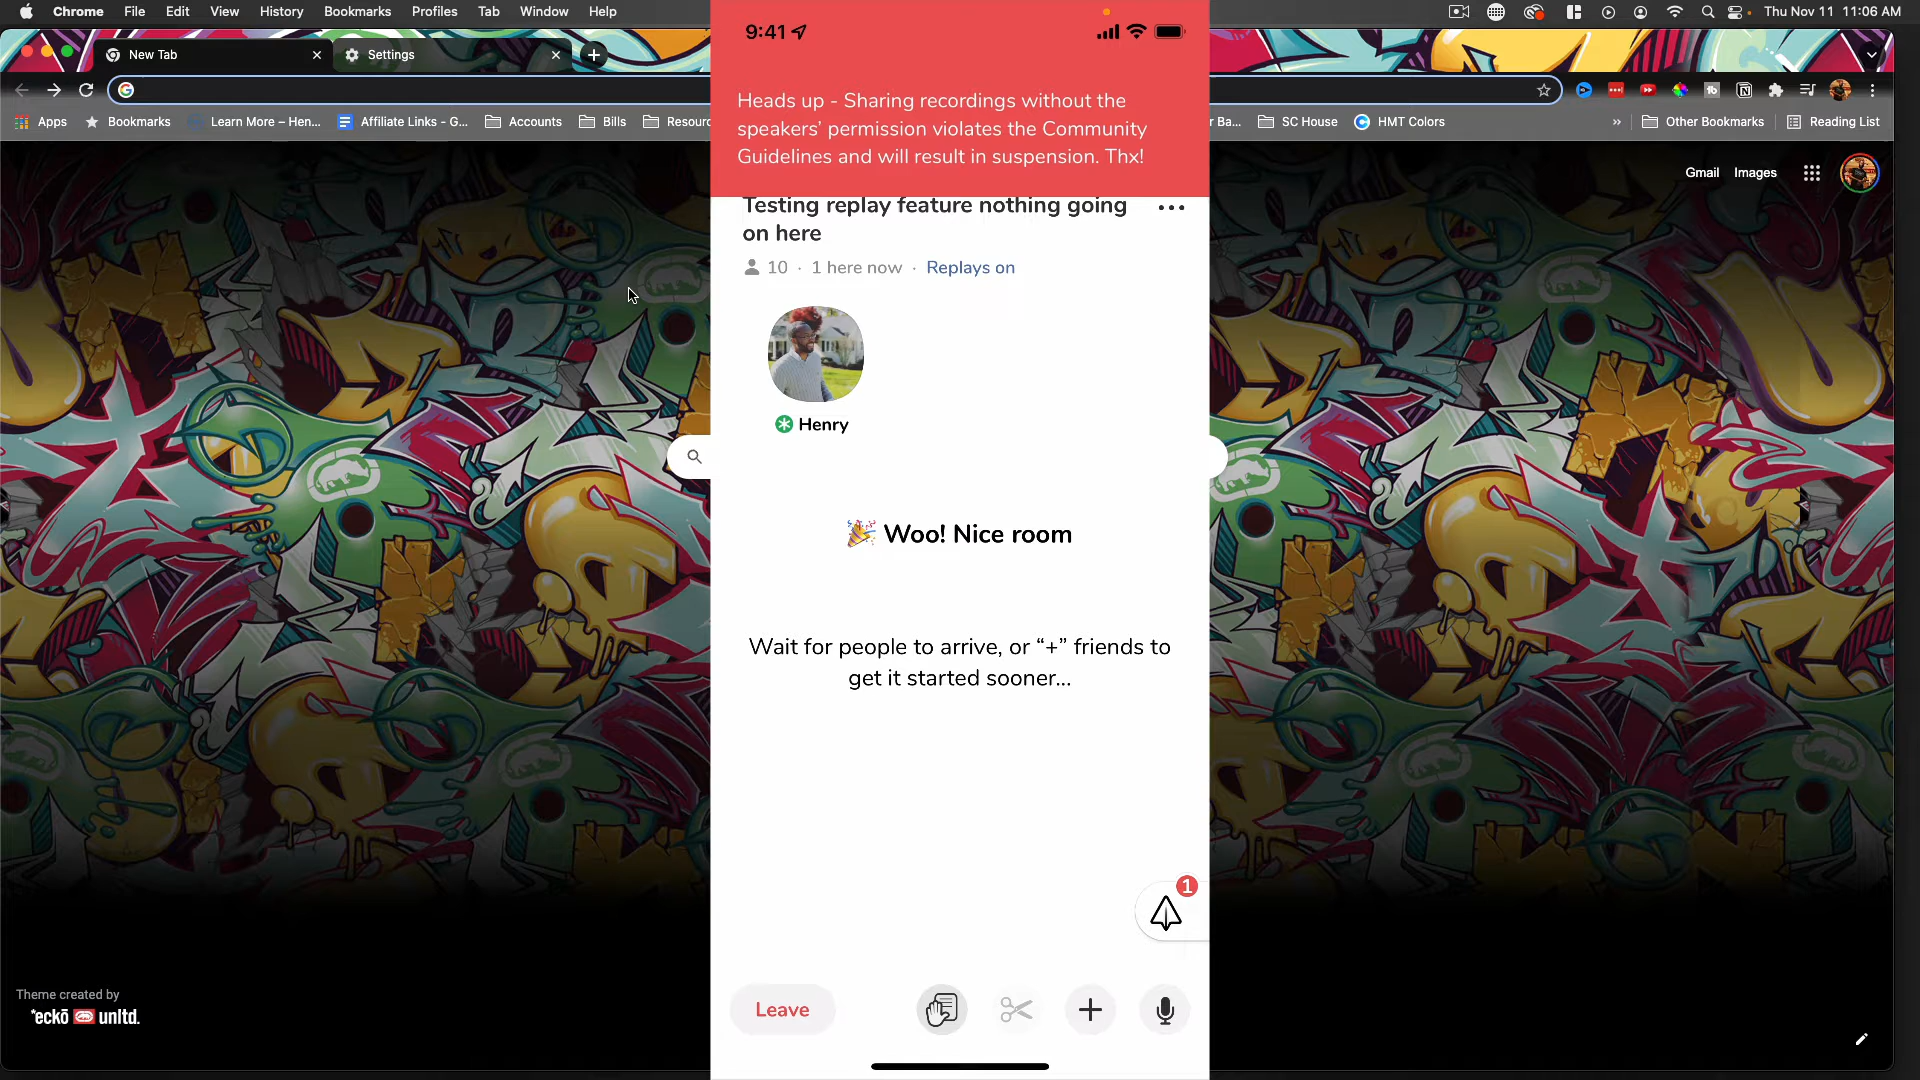 Chrome File Edit View History Bookmarks Profiles Tab Window Help
Thu Nov 11 11:06 AM
New Tab
Settings
Apps
Bookmarks
Learn More – Hen...
Affiliate Links - G...
Accounts
Bills
Resour
r Ba...
SC House
HMT Colors
»
Other Bookmarks
Reading List
Gmail Images
9:41
Heads up - Sharing recordings without the
speakers’ permission violates the Community
Guidelines and will result in suspension. Thx!
Testing replay feature nothing going
on here
10 · 1 here now · Replays on
Henry
🎉 Woo! Nice room
Wait for people to arrive, or “+” friends to
get it started sooner...
1
Leave
Theme created by
*eckō unltd.